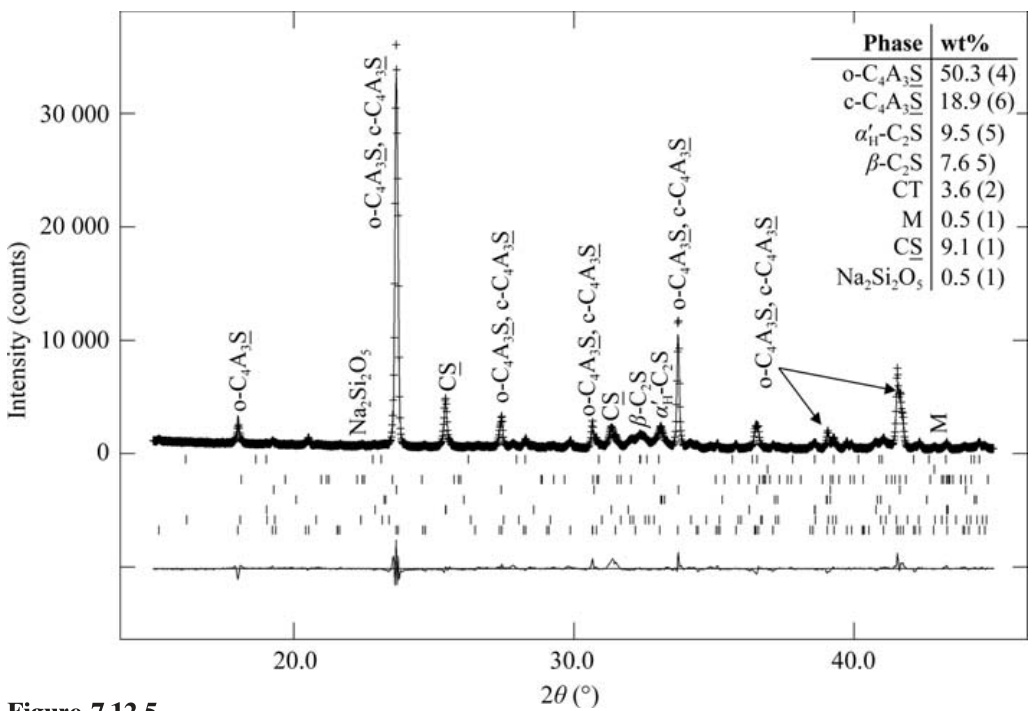 Phase wt%
o-C₄A₃S̲ 50.3 (4)
c-C₄A₃S̲ 18.9 (6)
α′H-C₂S 9.5 (5)
β-C₂S 7.6 5)
CT 3.6 (2)
M 0.5 (1)
CS̲ 9.1 (1)
Na₂Si₂O₅ 0.5 (1)
Intensity (counts)
30 000
20 000
10 000
0
o-C₄A₃S̲
Na₂Si₂O₅
o-C₄A₃S̲, c-C₄A₃S̲
CS̲
o-C₄A₃S̲, c-C₄A₃S̲
o-C₄A₃S̲, c-C₄A₃S̲
CS̲
β-C₂S
α′H-C₂S
o-C₄A₃S̲, c-C₄A₃S̲
o-C₄A₃S̲, c-C₄A₃S̲
M
20.0
30.0
40.0
2θ (°)
Figure 7.12.5